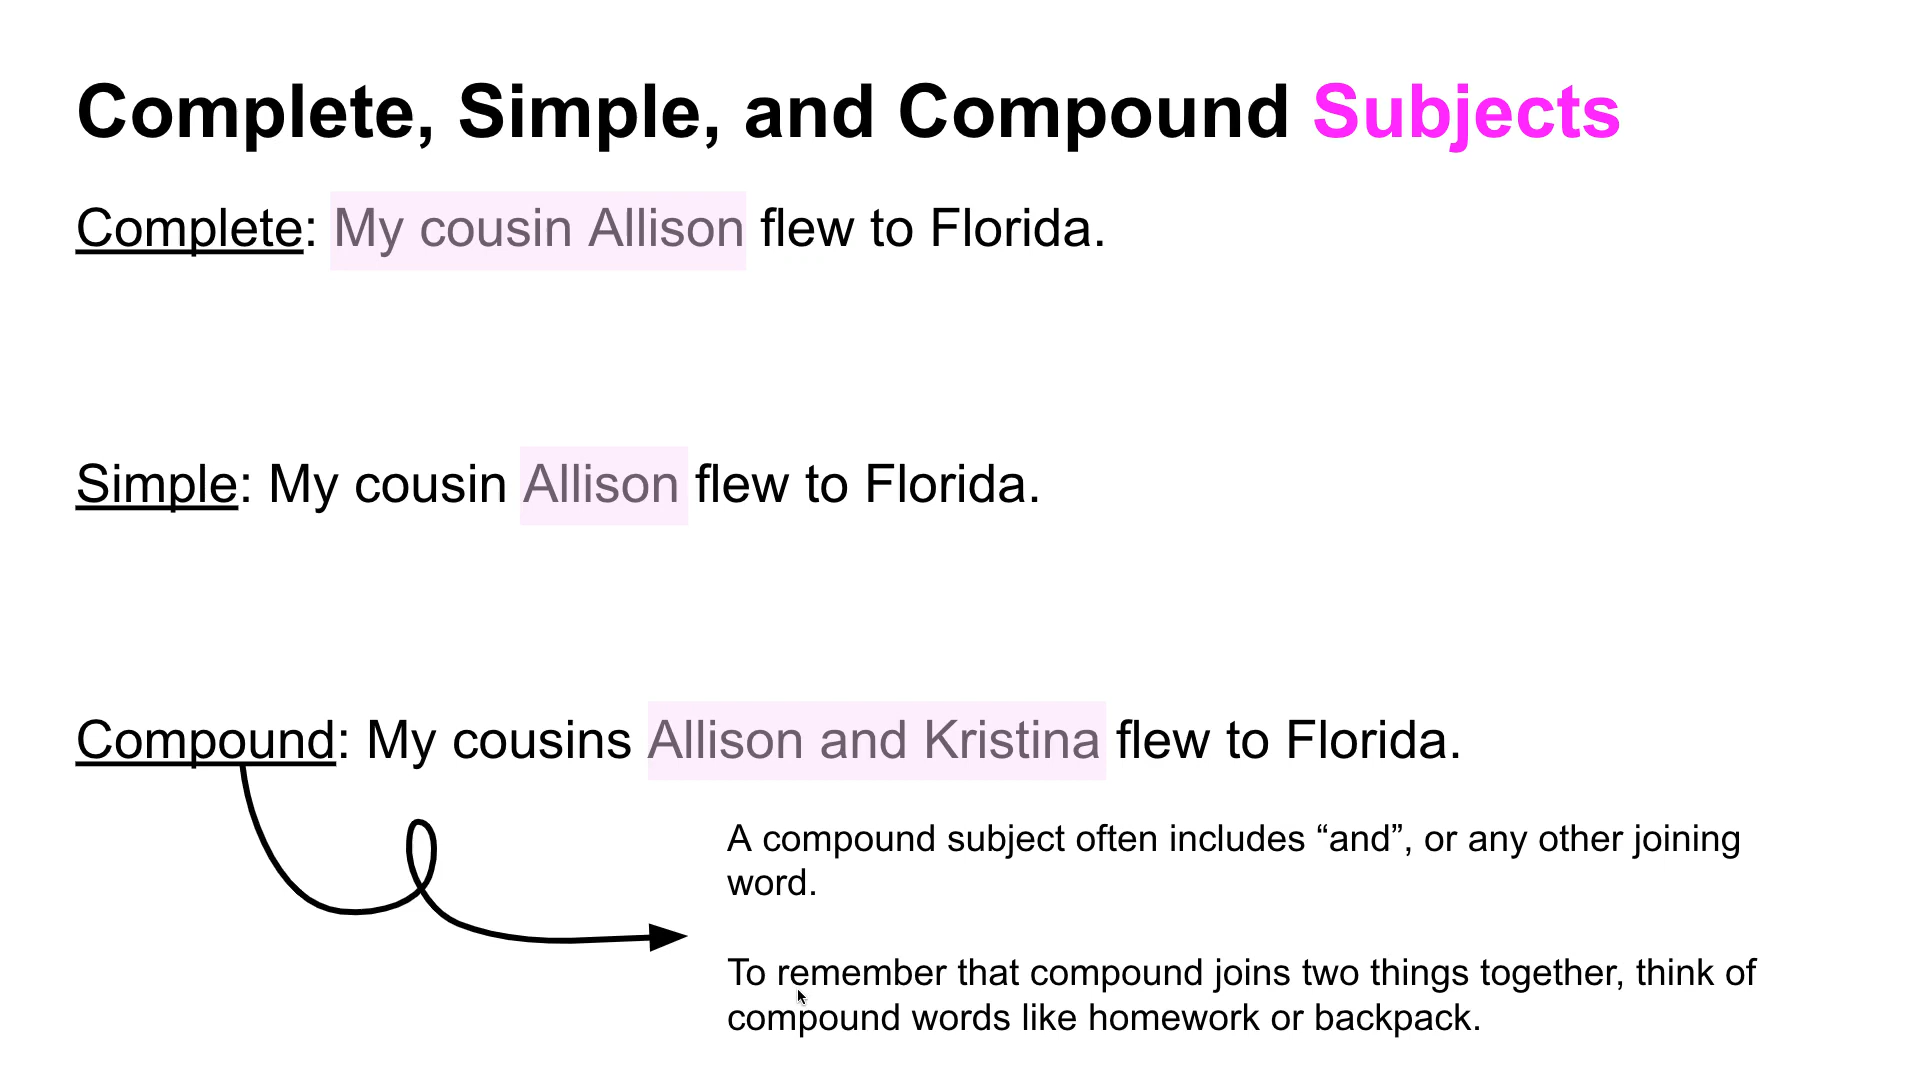 Complete, Simple, and Compound Subjects
Complete: My cousin Allison flew to Florida.
Simple: My cousin Allison flew to Florida.
Compound: My cousins Allison and Kristina flew to Florida.
A compound subject often includes “and”, or any other joining
word.
To remember that compound joins two things together, think of
compound words like homework or backpack.